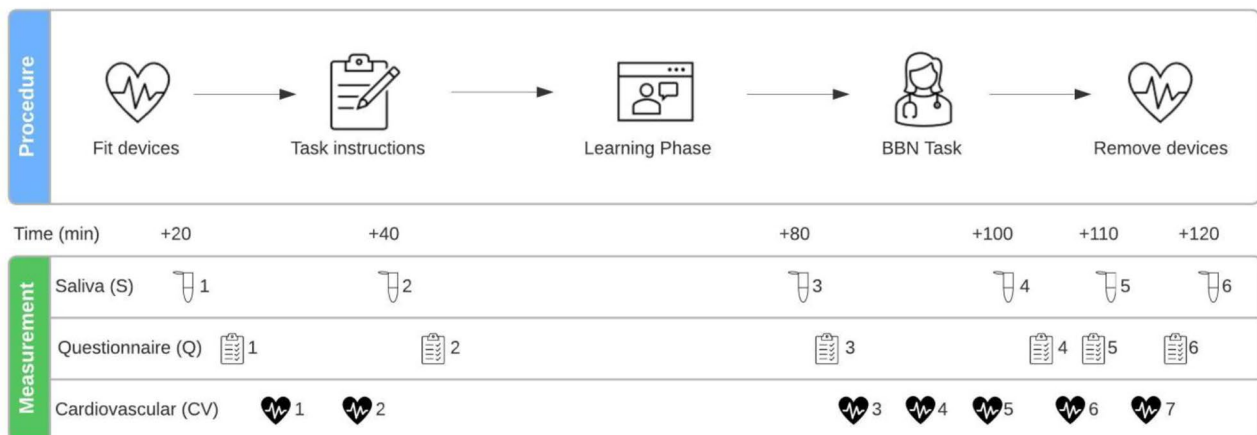 Procedure
Fit devices
Task instructions
Learning Phase
BBN Task
Remove devices
Time (min) +20 +40 +80 +100 +110 +120
Measurement
Saliva (S) 1 2 3 4 5 6
Questionnaire (Q) 1 2 3 4 5 6
Cardiovascular (CV) 1 2 3 4 5 6 7